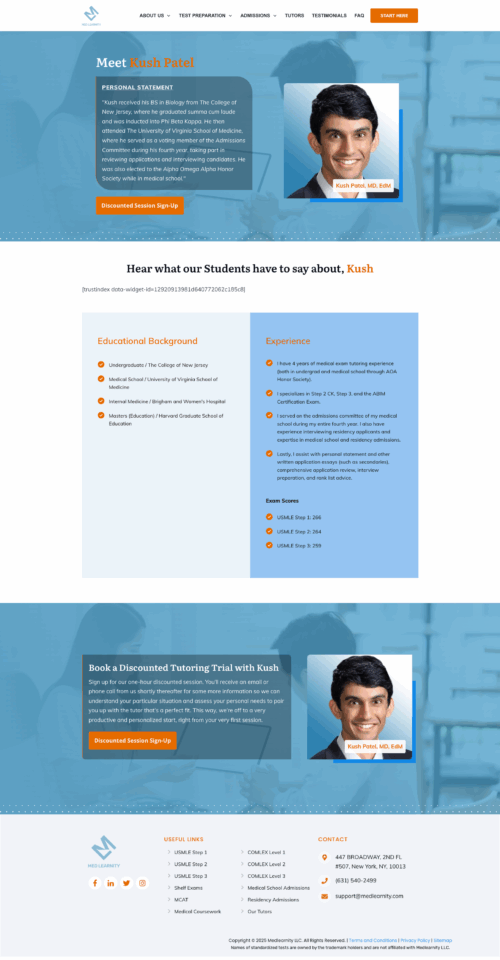 MEDLEARNITY
ABOUT US
TEST PREPARATION
ADMISSIONS
TUTORS
TESTIMONIALS
FAQ
START HERE
Meet Kush Patel
PERSONAL STATEMENT
"Kush received his BS in Biology from The College of
New Jersey, where he graduated summa cum laude
and was inducted into Phi Beta Kappa. He then
attended The University of Virginia School of Medicine,
where he served as a voting member of the Admissions
Committee during his fourth year, taking part in
reviewing applications and interviewing candidates. He
was also elected to the Alpha Omega Alpha Honor
Society while in medical school."
Kush Patel, MD, EdM
Discounted Session Sign-Up
Hear what our Students have to say about, Kush
[trustindex data-widget-id=12920913981d640772062c185c8]
Educational Background
Undergraduate / The College of New Jersey
Medical School / University of Virginia School of
Medicine
Internal Medicine / Brigham and Women's Hospital
Masters (Education) / Harvard Graduate School of
Education
Experience
I have 4 years of medical exam tutoring experience
(both in undergrad and medical school through AOA
Honor Society).
I specializes in Step 2 CK, Step 3, and the ABIM
Certification Exam.
I served on the admissions committee of my medical
school during my entire fourth year. I also have
experience interviewing residency applicants and
expertise in medical school and residency admissions.
Lastly, I assist with personal statement and other
written application essays (such as secondaries),
comprehensive application review, interview
preparation, and rank list advice.
Exam Scores
USMLE Step 1: 266
USMLE Step 2: 264
USMLE Step 3: 259
Book a Discounted Tutoring Trial with Kush
Sign up for our one-hour discounted session. You'll receive an email or
phone call from us shortly thereafter for some more information so we can
understand your particular situation and assess your personal needs to pair
you up with the tutor that's a perfect fit. This way, we're off to a very
productive and personalized start, right from your very first session.
Discounted Session Sign-Up
Kush Patel, MD, EdM
MEDLEARNITY
USEFUL LINKS
USMLE Step 1
USMLE Step 2
USMLE Step 3
Shelf Exams
MCAT
Medical Coursework
COMLEX Level 1
COMLEX Level 2
COMLEX Level 3
Medical School Admissions
Residency Admissions
Our Tutors
CONTACT
447 BROADWAY, 2ND FL
#507, New York, NY, 10013
(631) 540-2493
support@medlearnity.com
Copyright © 2025 Medlearnity LLC. All Rights Reserved. | Terms and Conditions | Privacy Policy | Sitemap
Names of standardized tests are owned by the trademark holders and are not affiliated with Medlearnity LLC.